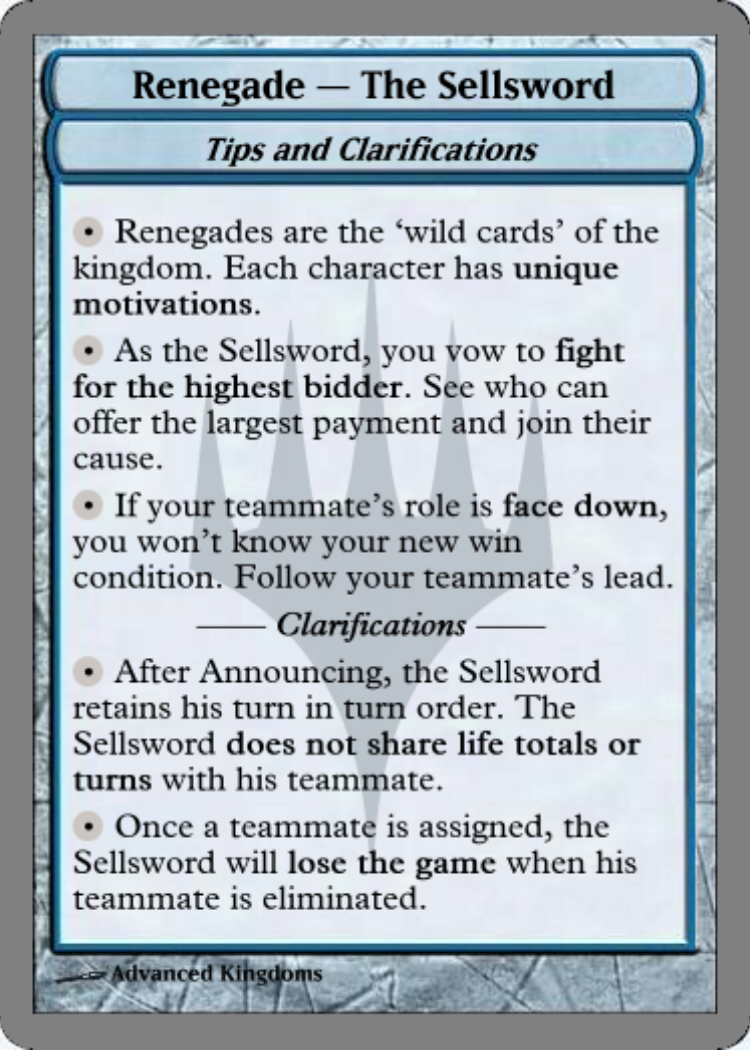 Renegade — The Sellsword
Tips and Clarifications
• Renegades are the ‘wild cards’ of the
kingdom. Each character has unique
motivations.
• As the Sellsword, you vow to fight
for the highest bidder. See who can
offer the largest payment and join their
cause.
• If your teammate’s role is face down,
you won’t know your new win
condition. Follow your teammate’s lead.
—— Clarifications ——
• After Announcing, the Sellsword
retains his turn in turn order. The
Sellsword does not share life totals or
turns with his teammate.
• Once a teammate is assigned, the
Sellsword will lose the game when his
teammate is eliminated.
Advanced Kingdoms